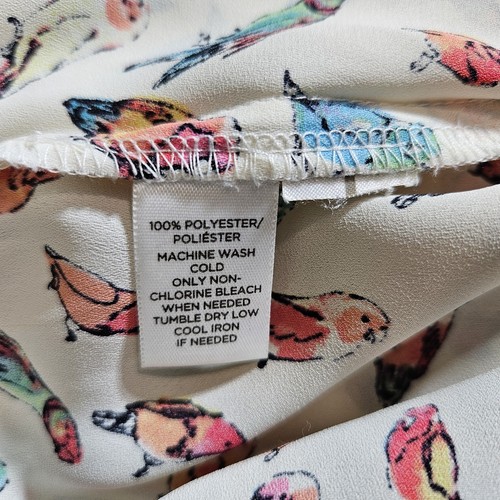 100% POLYESTER/
POLIÉSTER
MACHINE WASH
COLD
ONLY NON-
CHLORINE BLEACH
WHEN NEEDED
TUMBLE DRY LOW
COOL IRON
IF NEEDED